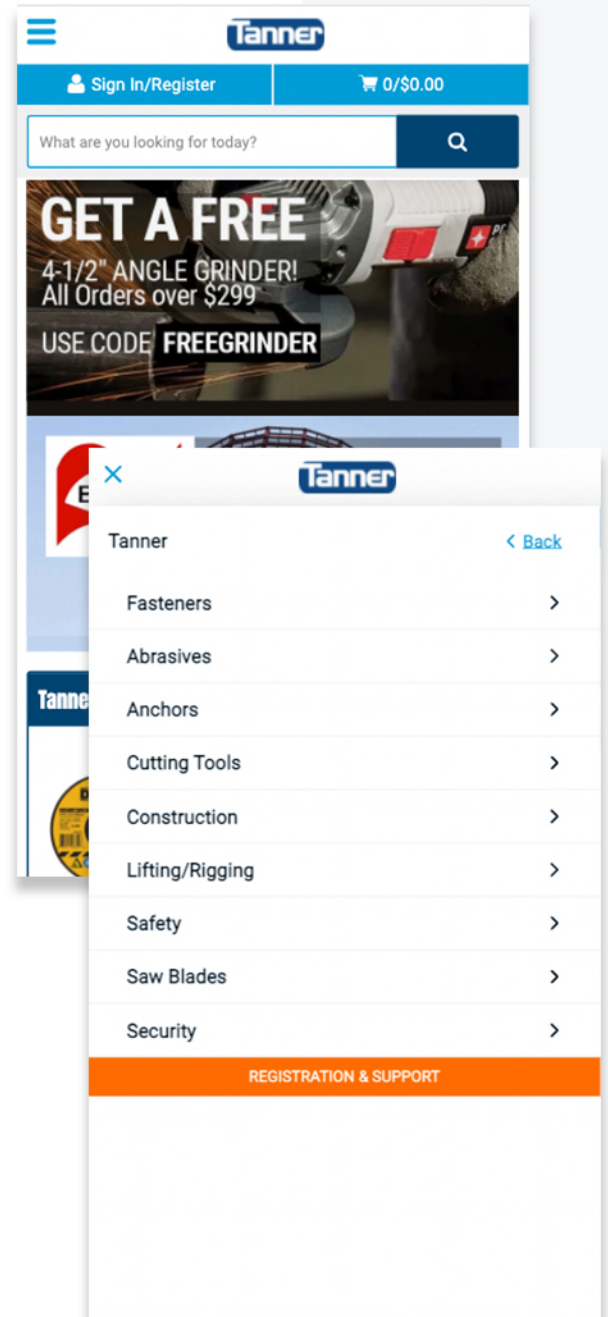 Tanner
Sign In/Register
0/$0.00
What are you looking for today?
GET A FREE
4-1/2" ANGLE GRINDER!
All Orders over $299
USE CODE FREEGRINDER
Tanner
Tanner
Back
Fasteners
Abrasives
Anchors
Cutting Tools
Construction
Lifting/Rigging
Safety
Saw Blades
Security
REGISTRATION & SUPPORT